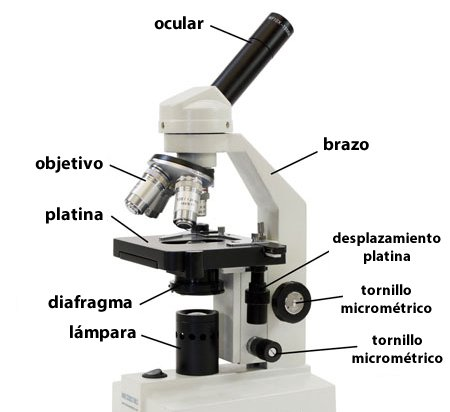 ocular
brazo
objetivo
platina
desplazamiento
platina
diafragma
tornillo
micrométrico
lámpara
tornillo
micrométrico